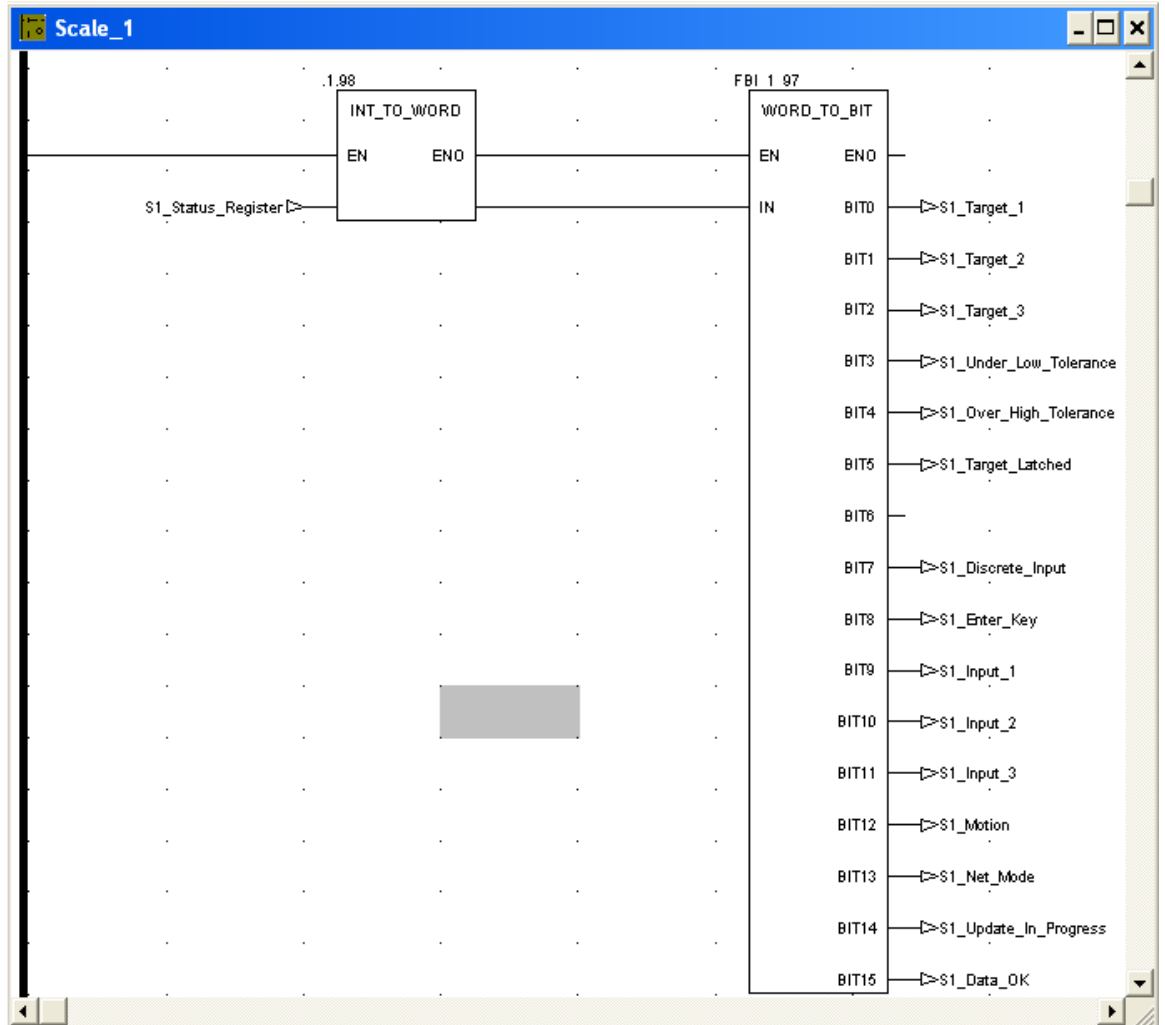 Scale_1
.1.98
FBI_1_97
INT_TO_WORD
WORD_TO_BIT
EN ENO
EN ENO
S1_Status_Register
IN BIT0 S1_Target_1
BIT1 S1_Target_2
BIT2 S1_Target_3
BIT3 S1_Under_Low_Tolerance
BIT4 S1_Over_High_Tolerance
BIT5 S1_Target_Latched
BIT6
BIT7 S1_Discrete_Input
BIT8 S1_Enter_Key
BIT9 S1_Input_1
BIT10 S1_Input_2
BIT11 S1_Input_3
BIT12 S1_Motion
BIT13 S1_Net_Mode
BIT14 S1_Update_In_Progress
BIT15 S1_Data_OK